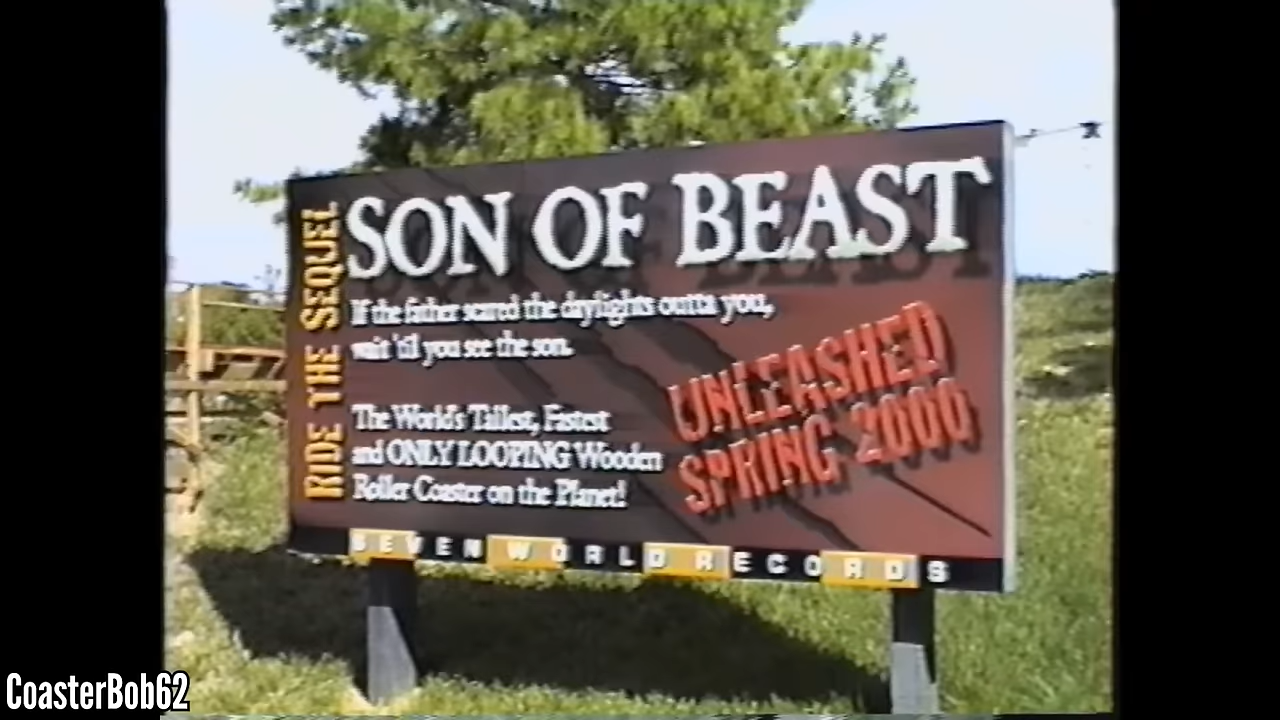 RIDE THE SEQUEL
SON OF BEAST
If the father scared the daylights outta you,
wait 'til you see the son.
The World's Tallest, Fastest
and ONLY LOOPING Wooden
Roller Coaster on the Planet!
UNLEASHED
SPRING 2000
SEVEN WORLD RECORDS
CoasterBob62